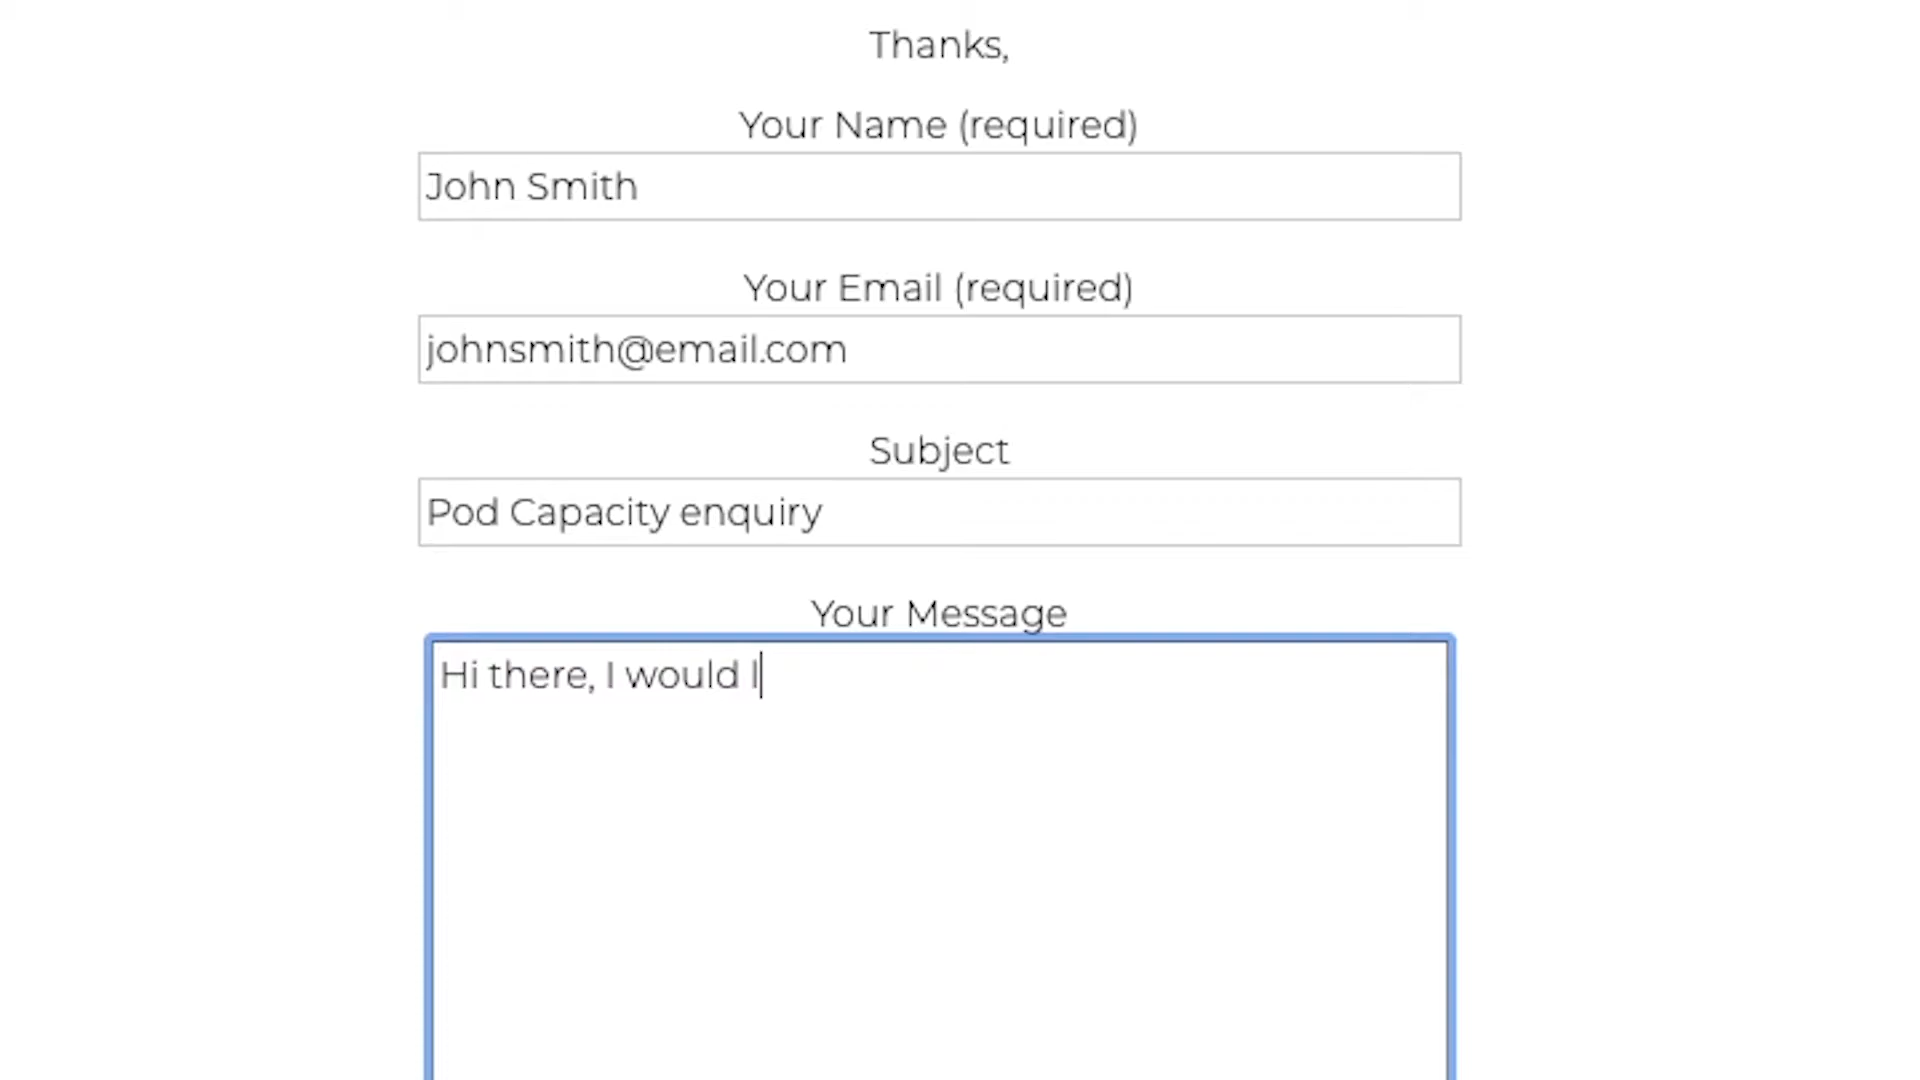 Thanks,
Your Name (required)
John Smith
Your Email (required)
johnsmith@email.com
Subject
Pod Capacity enquiry
Your Message
Hi there, I would l